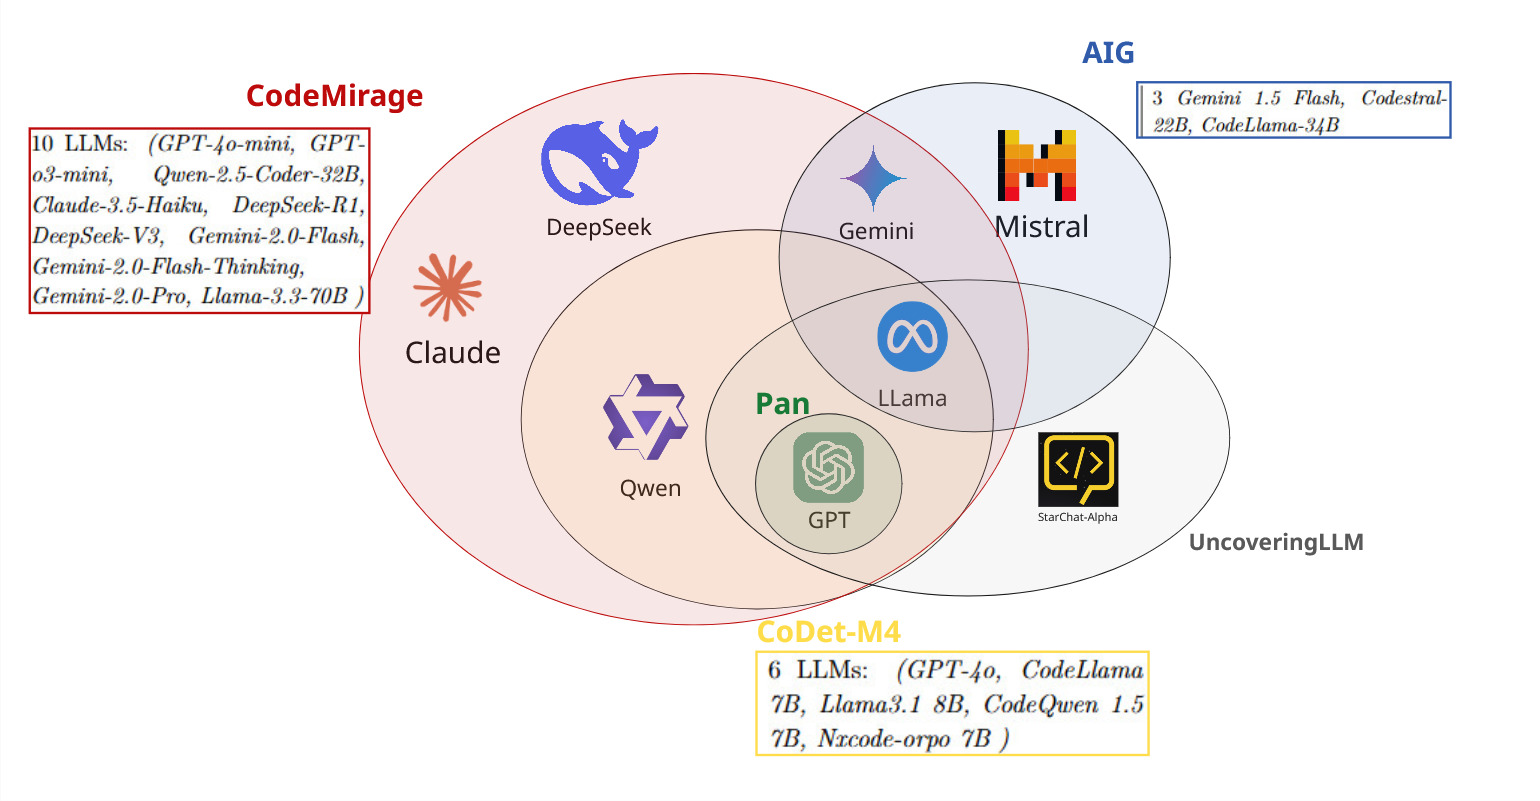 AIG
CodeMirage
3 Gemini 1.5 Flash, Codestral-
22B, CodeLlama-34B
10 LLMs: (GPT-4o-mini, GPT-
o3-mini, Qwen-2.5-Coder-32B,
Claude-3.5-Haiku, DeepSeek-R1,
DeepSeek-V3, Gemini-2.0-Flash,
Gemini-2.0-Flash-Thinking,
Gemini-2.0-Pro, Llama-3.3-70B )
DeepSeek
Gemini
Mistral
Claude
LLama
Pan
Qwen
GPT
StarChat-Alpha
UncoveringLLM
CoDet-M4
6 LLMs: (GPT-4o, CodeLlama
7B, Llama3.1 8B, CodeQwen 1.5
7B, Nxcode-orpo 7B )